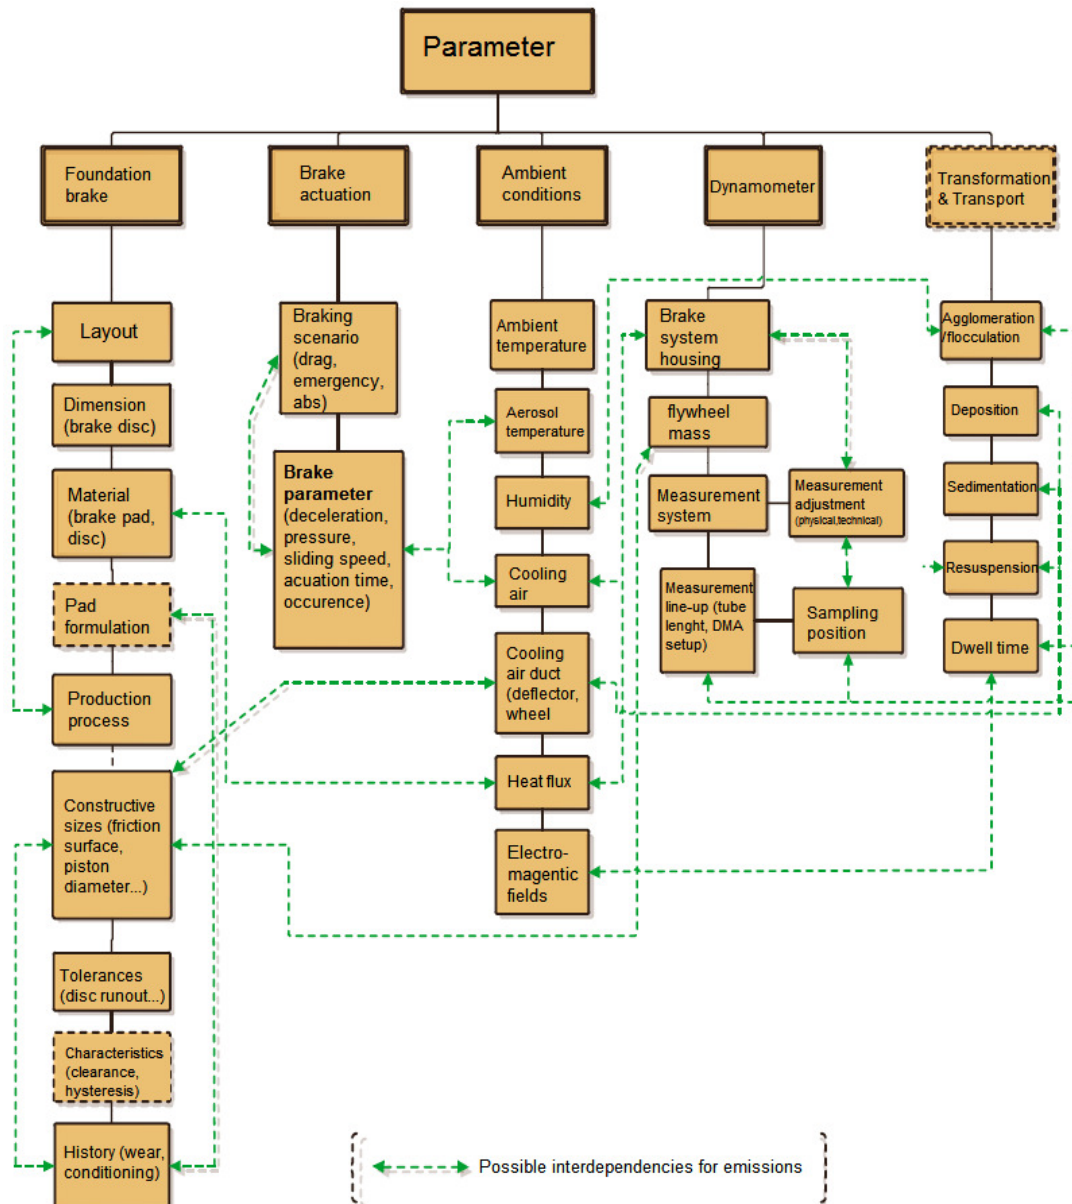 Parameter
Foundation
brake
Brake
actuation
Ambient
conditions
Dynamometer
Transformation
& Transport
Layout
Dimension
(brake disc)
Material
(brake pad,
disc)
Pad
formulation
Production
process
Constructive
sizes (friction
surface,
piston
diameter...)
Tolerances
(disc runout...)
Characteristics
(clearance,
hysteresis)
History (wear,
conditioning)
Braking
scenario
(drag,
emergency,
abs)
Brake
parameter
(deceleration,
pressure,
sliding speed,
acuation time,
occurence)
Ambient
temperature
Aerosol
temperature
Humidity
Cooling
air
Cooling
air duct
(deflector,
wheel
Heat flux
Electro-
magentic
fields
Brake
system
housing
flywheel
mass
Measurement
system
Measurement
adjustment
(physical,technical)
Measurement
line-up (tube
lenght, DMA
setup)
Sampling
position
Agglomeration
/flocculation)
Deposition
Sedimentation
Resuspension
Dwell time
Possible interdependencies for emissions